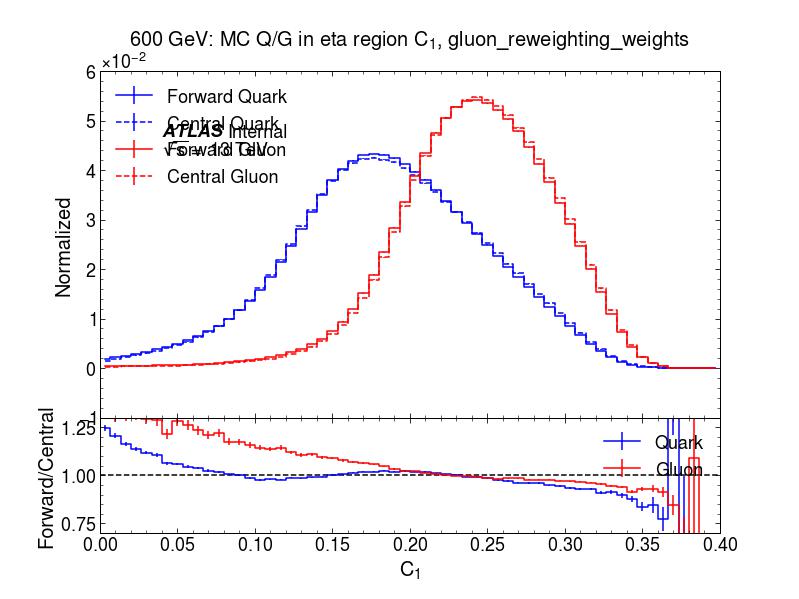 600 GeV: MC Q/G in eta region C₁, gluon_reweighting_weights
×10⁻²
Forward Quark
Central Quark
ATLAS Internal
√s = 13 TeV
Forward Gluon
Central Gluon
Normalized
6
5
4
3
2
1
0
−1
Forward/Central
1.25
1.00
0.75
Quark
Gluon
0.00 0.05 0.10 0.15 0.20 0.25 0.30 0.35 0.40
C₁